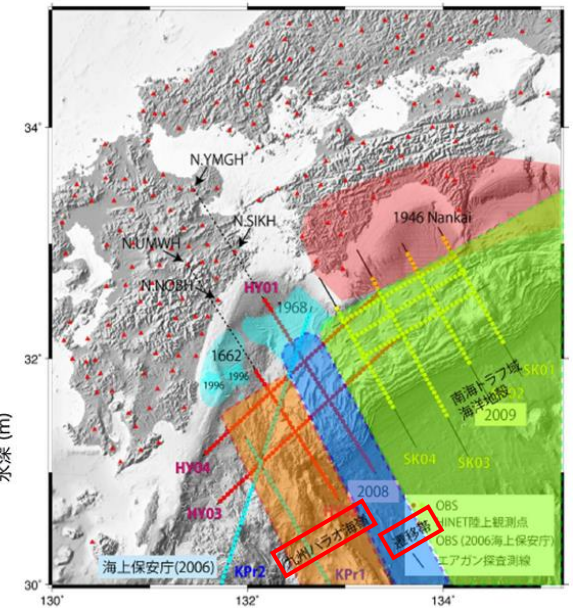 34°
N.YMGH
1946 Nankai
N.SIKH
N.UMWH
N.NOBH
HY01
1968
32°
1662
1996 1996
SK01
南海トラフ域
海洋地殻
2009
水深 (m)
HY04
SK04
SK03
HY03
2008
OBS
HINET陸上観測点
遷移帯
OBS (2006海上保安庁)
九州パラオ海嶺
エアガン探査測線
海上保安庁(2006)
KPr2
KPr1
30°
130°
132°
134°